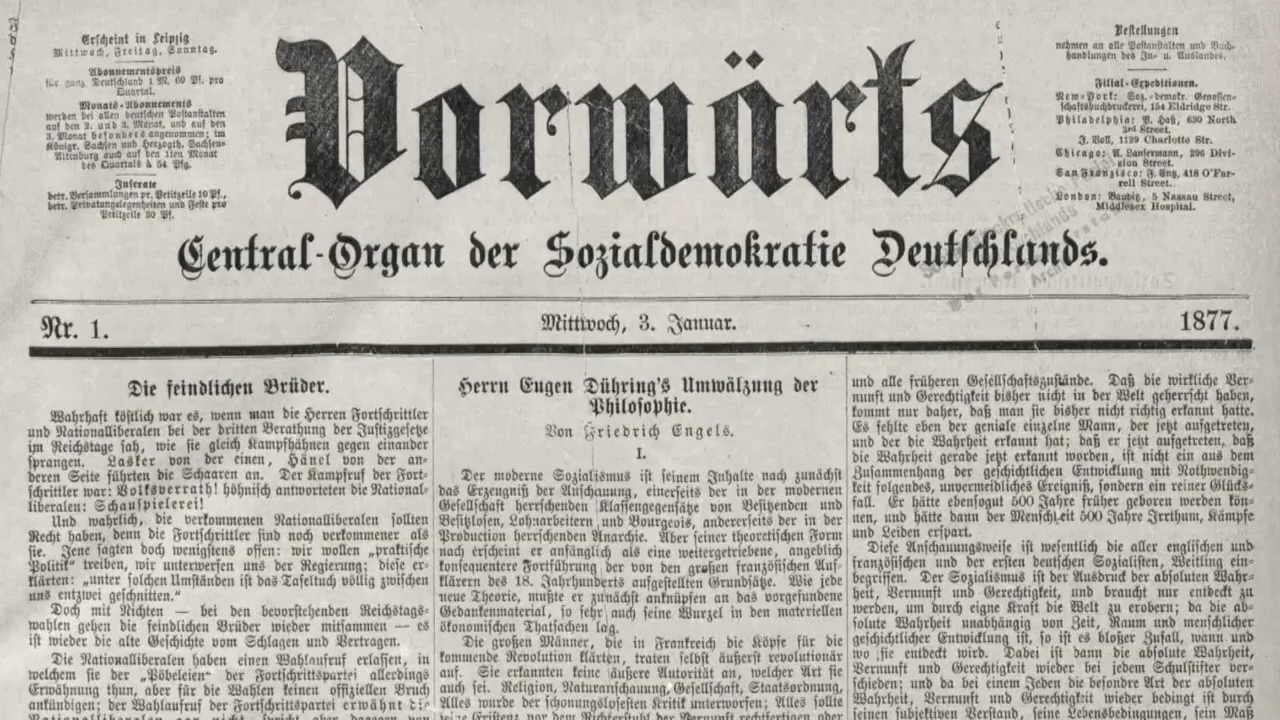 Erscheint in Leipzig
Mittwoch, Freitag, Sonntag.
Abonnementspreis
für ganz Deutschland 1 M. 60 Pf. pro
Quartal.
Monats-Abonnements
werden bei allen deutschen Postanstalten
auf den 2. und 3. Monat, und auf den
3. Monat besonders angenommen; im
Königr. Sachsen und Herzogth. Sachsen-
Altenburg auch auf den 1ten Monat
des Quartals à 54 Pfg.
Inserate
betr. Versammlungen pr. Petitzeile 10 Pf.,
betr. Privatangelegenheiten und Feste pro
Petitzeile 30 Pf.
Vorwärts
Bestellungen
nehmen an alle Postanstalten und Buch-
handlungen des In- u. Auslandes.
Filial-Expeditionen.
New-York: Soz.-demokr. Genossen-
schaftsbuchdruckerei, 154 Eldridge Str.
Philadelphia: P. Haß, 630 North
3rd Street.
J. Boll, 1129 Charlotte Str.
Chicago: A. Lanfermann, 296 Divi-
sion Street.
San Franzisco: F. Entz, 418 O'Far-
rell Street.
London: Baubitz, 5 Nassau Street,
Middlesex Hospital.
Central-Organ der Sozialdemokratie Deutschlands.
Nr. 1.
Mittwoch, 3. Januar.
1877.
Die feindlichen Brüder.
Wahrhaft köstlich war es, wenn man die Herren Fortschrittler
und Nationalliberalen bei der dritten Berathung der Justizgesetze
im Reichstage sah, wie sie gleich Kampfhähnen gegen einander
sprangen. Lasker von der einen, Hänel von der an-
deren Seite führten die Schaaren an. Der Kampfruf der Fort-
schrittler war: Volksverrath! höhnisch antworteten die National-
liberalen: Schauspielerei!
Und wahrlich, die verkommenen Nationalliberalen sollten
Recht haben, denn die Fortschrittler sind noch verkommener als
sie. Jene sagten doch wenigstens offen: wir wollen „praktische
Politik“ treiben, wir unterwerfen uns der Regierung; diese er-
klärten: „unter solchen Umständen ist das Tafeltuch völlig zwischen
uns entzwei geschnitten.“
Doch mit Nichten — bei den bevorstehenden Reichstags-
wahlen gehen die feindlichen Brüder wieder mitsammen — es
ist wieder die alte Geschichte vom Schlagen und Vertragen.
Die Nationalliberalen haben einen Wahlaufruf erlassen, in
welchem sie der „Pöbeleien“ der Fortschrittspartei allerdings
Erwähnung thun, aber für die Wahlen keinen offiziellen Bruch
ankündigen; der Wahlaufruf der Fortschrittspartei erwähnt die
Nationalliberalen gar nicht, spricht aber dagegen von
Herrn Eugen Dühring's Umwälzung der
Philosophie.
Von Friedrich Engels.
I.
Der moderne Sozialismus ist seinem Inhalte nach zunächst
das Erzeugniß der Anschauung, einerseits der in der modernen
Gesellschaft herrschenden Klassengegensätze von Besitzenden und
Besitzlosen, Lohnarbeitern und Bourgeois, andererseits der in der
Production herrschenden Anarchie. Aber seiner theoretischen Form
nach erscheint er anfänglich als eine weitergetriebene, angeblich
konsequentere Fortführung der von den großen französischen Auf-
klärern des 18. Jahrhunderts aufgestellten Grundsätze. Wie jede
neue Theorie, mußte er zunächst anknüpfen an das vorgefundene
Gedankenmaterial, so sehr auch seine Wurzel in den materiellen
ökonomischen Thatsachen lag.
Die großen Männer, die in Frankreich die Köpfe für die
kommende Revolution klärten, traten selbst äußerst revolutionär
auf. Sie erkannten keine äußere Autorität an, welcher Art sie
auch sei. Religion, Naturanschauung, Gesellschaft, Staatsordnung,
Alles wurde der schonungslosesten Kritik unterworfen; Alles sollte
seine Existenz vor dem Richterstuhl der Vernunft rechtfertigen oder
und alle früheren Gesellschaftszustände. Daß die wirkliche Ver-
nunft und Gerechtigkeit bisher nicht in der Welt geherrscht haben,
kommt nur daher, daß man sie bisher nicht richtig erkannt hatte.
Es fehlte eben der geniale einzelne Mann, der jetzt aufgetreten,
und der die Wahrheit erkannt hat; daß er jetzt aufgetreten, daß
die Wahrheit gerade jetzt erkannt worden, ist nicht ein aus dem
Zusammenhang der geschichtlichen Entwicklung mit Nothwendig-
keit folgendes, unvermeidliches Ereigniß, sondern ein reiner Glücks-
fall. Er hätte ebensogut 500 Jahre früher geboren werden kön-
nen, und hätte dann der Menschheit 500 Jahre Irrthum, Kämpfe
und Leiden erspart.
Diese Anschauungsweise ist wesentlich die aller englischen und
französischen und der ersten deutschen Sozialisten, Weitling ein-
begriffen. Der Sozialismus ist der Ausdruck der absoluten Wahr-
heit, Vernunft und Gerechtigkeit, und braucht nur entdeckt zu
werden, um durch eigne Kraft die Welt zu erobern; da die ab-
solute Wahrheit unabhängig von Zeit, Raum und menschlicher
geschichtlicher Entwicklung ist, so ist es bloßer Zufall, wann und
wo sie entdeckt wird. Dabei ist dann die absolute Wahrheit,
Vernunft und Gerechtigkeit wieder bei jedem Schulstifter ver-
schieden; und da bei einem Jeden die besondre Art der absoluten
Wahrheit, Vernunft und Gerechtigkeit wieder bedingt ist durch
seinen subjektiven Verstand, seine Lebensbedingungen, sein Maß